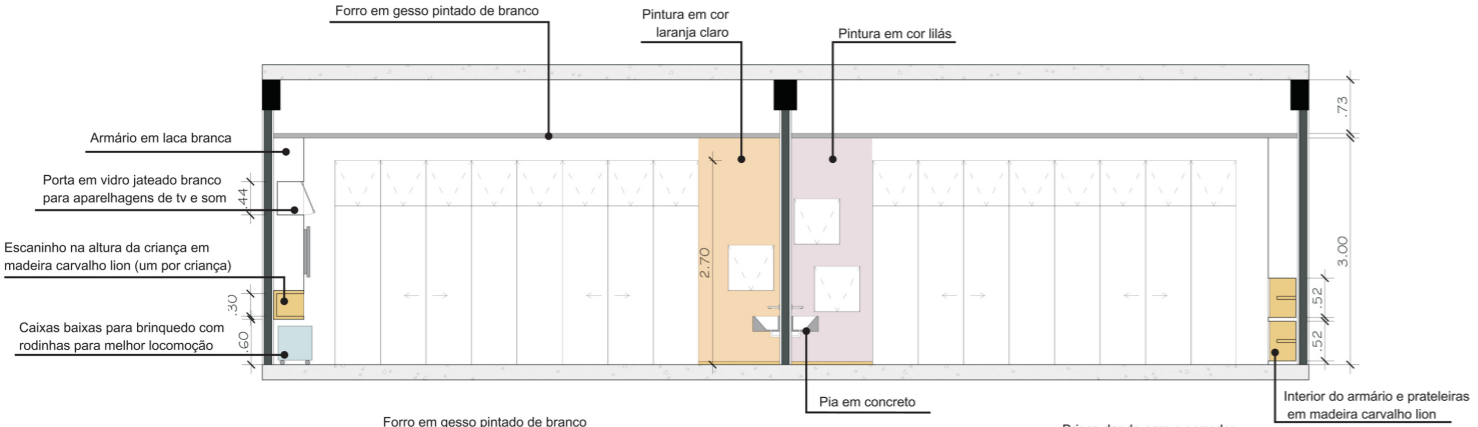 Forro em gesso pintado de branco
Pintura em cor
laranja claro
Pintura em cor lilás
.73
Armário em laca branca
Porta em vidro jateado branco
para aparelhagens de tv e som
.44
Escaninho na altura da criança em
madeira carvalho lion (um por criança)
2.70
3.00
.30
.52
Caixas baixas para brinquedo com
rodinhas para melhor locomoção
.60
.52
Pia em concreto
Interior do armário e prateleiras
em madeira carvalho lion
Forro em gesso pintado de branco